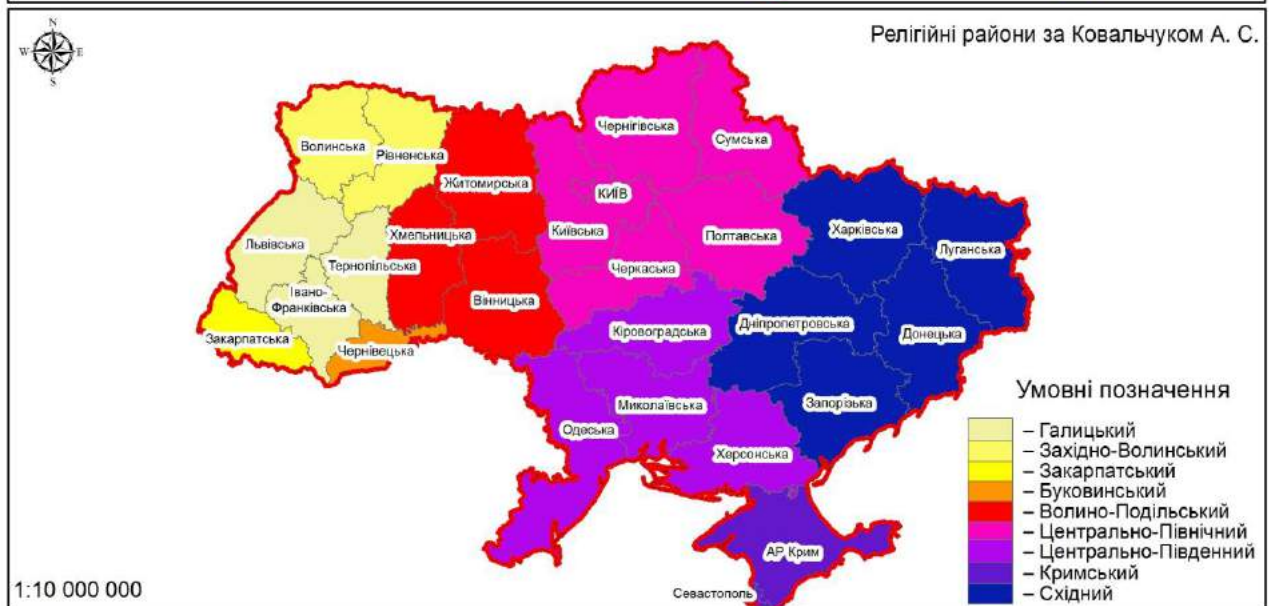 N
W E
S
Релігійні райони за Ковальчуком А. С.
Волинська
Рівненська
Житомирська
Чернігівська
Сумська
КИЇВ
Київська
Львівська
Хмельницька
Тернопільська
Полтавська
Харківська
Луганська
Черкаська
Івано-
Франківська
Вінницька
Закарпатська
Чернівецька
Кіровоградська
Дніпропетровська
Донецька
Миколаївська
Запорізька
Одеська
Херсонська
АР Крим
Севастополь
Умовні позначення
– Галицький
– Західно-Волинський
– Закарпатський
– Буковинський
– Волино-Подільський
– Центрально-Північний
– Центрально-Південний
– Кримський
– Східний
1:10 000 000